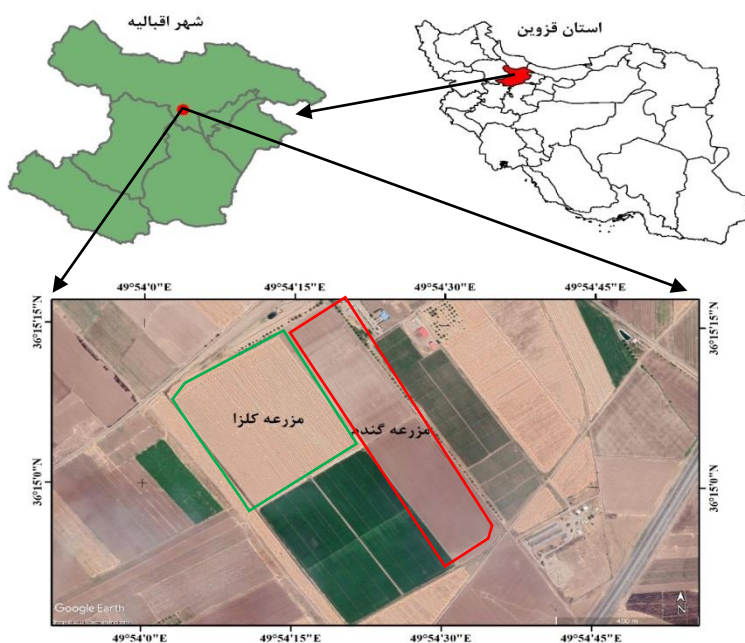 شهر اقبالیه
استان قزوین
49°54'0"E
49°54'15"E
49°54'30"E
49°54'45"E
36°15'15"N
36°15'15"N
مزرعه کلزا
مزرعه گندم
36°15'0"N
36°15'0"N
Google Earth
400 m
N
49°54'0"E
49°54'15"E
49°54'30"E
49°54'45"E